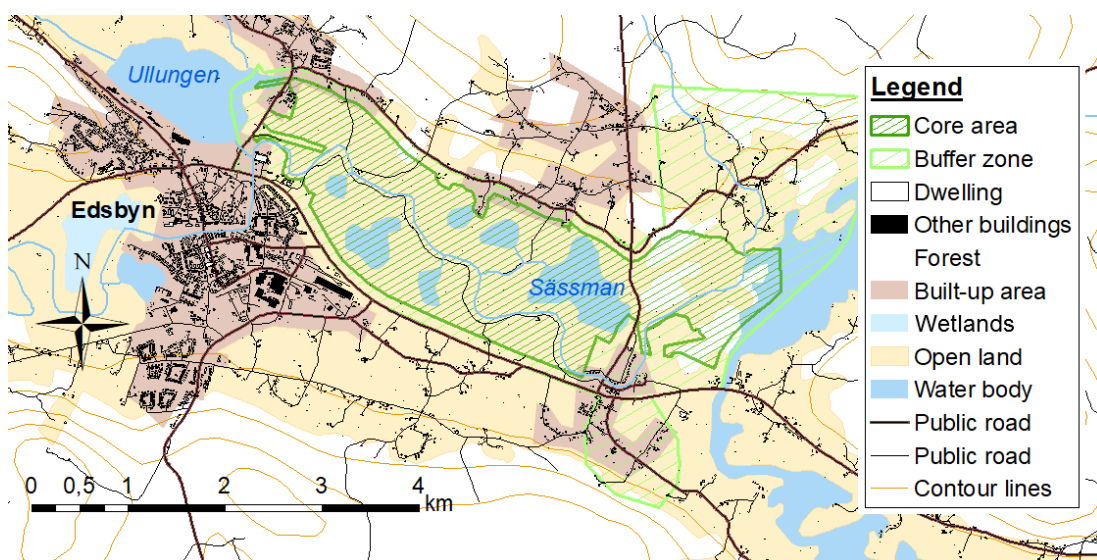 Ullungen
Edsbyn
N
Sässman
0 0,5 1 2 3 4
km
Legend
Core area
Buffer zone
Dwelling
Other buildings
Forest
Built-up area
Wetlands
Open land
Water body
Public road
Public road
Contour lines